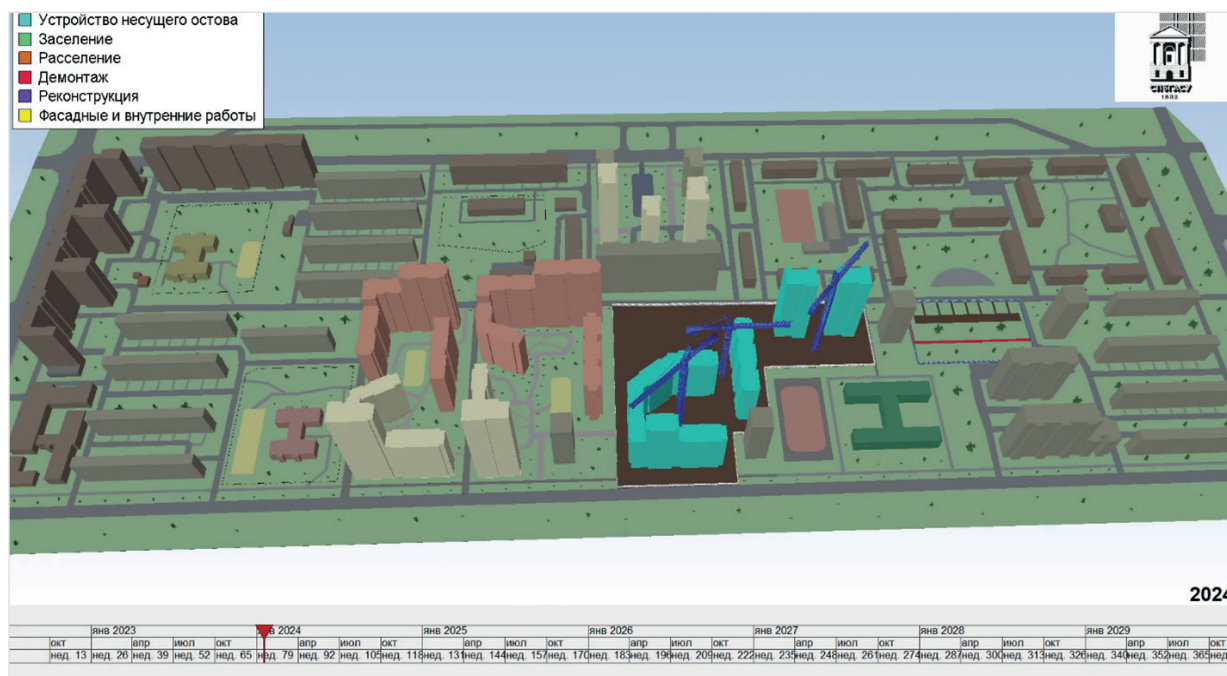 Устройство несущего остова
Заселение
Расселение
Демонтаж
Реконструкция
Фасадные и внутренние работы
СПБГАСУ
1832
2024
янв 2023 в 2024 янв 2025 янв 2026 янв 2027 янв 2028 янв 2029
окт апр июл окт апр июл окт апр июл окт апр июл окт апр июл окт апр июл окт апр июл окт
нед. 13 нед. 26 нед. 39 нед. 52 нед. 65 нед. 79 нед. 92 нед. 105 нед. 118 нед. 131 нед. 144 нед. 157 нед. 170 нед. 183 нед. 196 нед. 209 нед. 222 нед. 235 нед. 248 нед. 261 нед. 274 нед. 287 нед. 300 нед. 313 нед. 326 нед. 340 нед. 352 нед. 365 нед